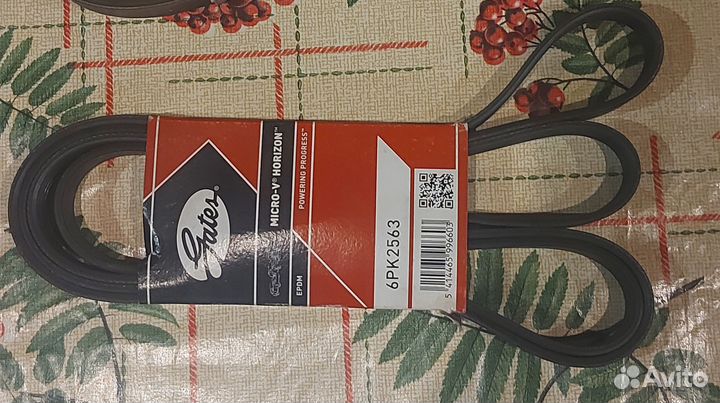 Gates
MICRO-V® HORIZON™
POWERING PROGRESS™
EPDM
6PK2563
5 414465 996603
Avito